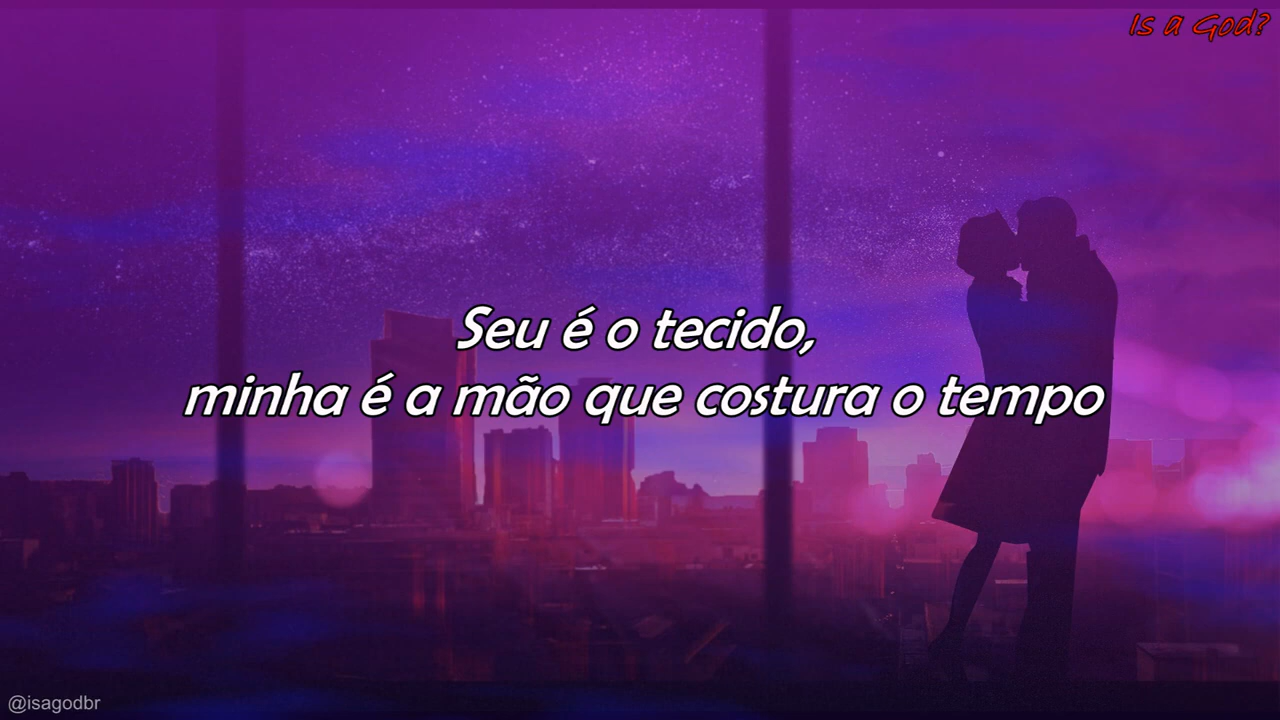 Is a God?
Seu é o tecido,
minha é a mão que costura o tempo
@isagodbr